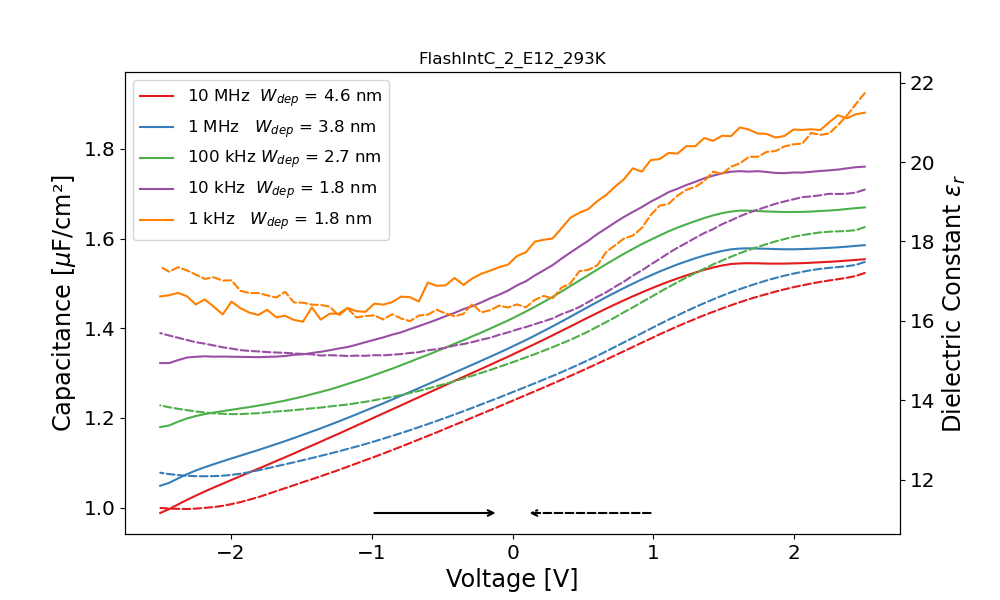 FlashIntC_2_E12_293K
10 MHz W_dep = 4.6 nm
1 MHz W_dep = 3.8 nm
100 kHz W_dep = 2.7 nm
10 kHz W_dep = 1.8 nm
1 kHz W_dep = 1.8 nm
Capacitance [μF/cm²]
1.8
1.6
1.4
1.2
1.0
22
20
18
16
14
12
Dielectric Constant ε_r
−2
−1
0
1
2
Voltage [V]